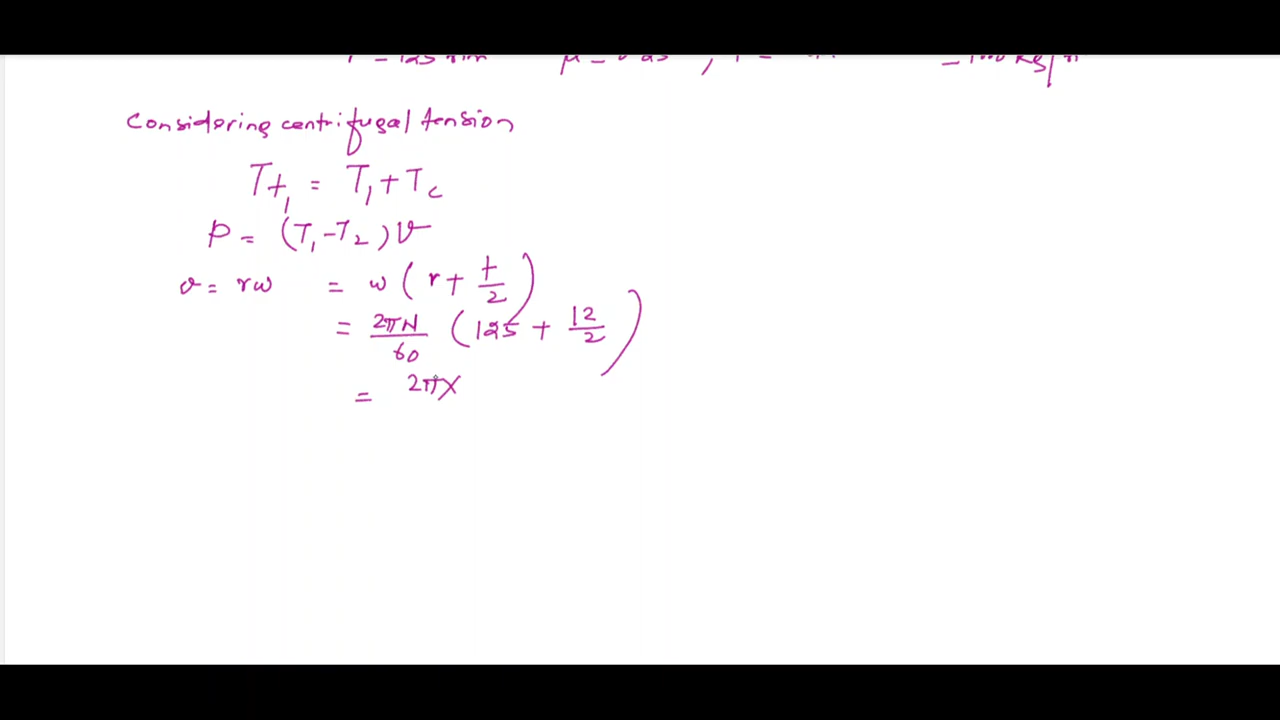 Considering centrifugal tension
Tt₁ = T₁ + Tc
P = (T₁ - T₂) v
v = rω = ω (r + t/2)
= 2πN/60 (125 + 12/2)
= 2π×